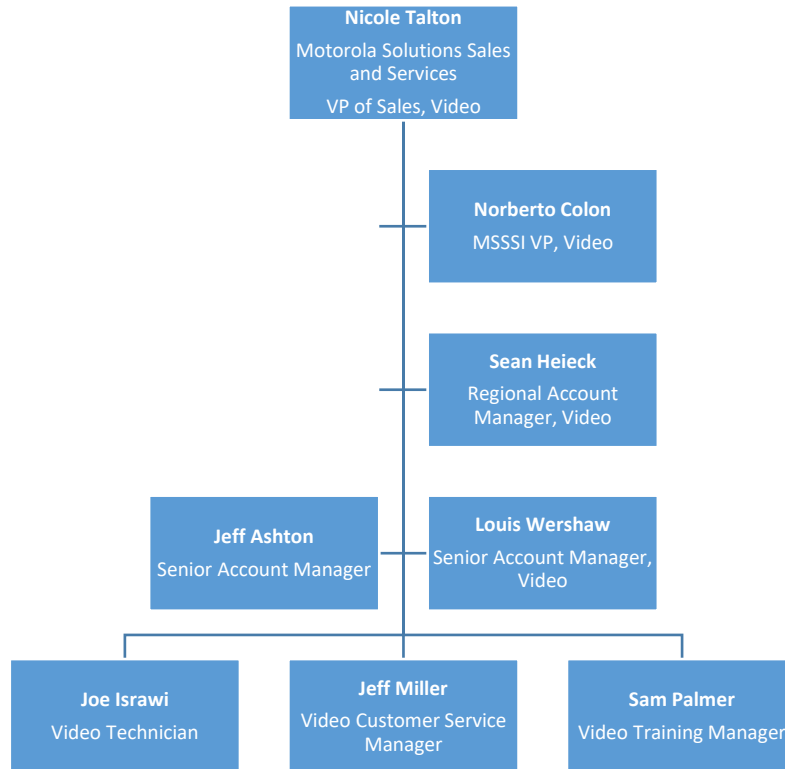 Nicole Talton
Motorola Solutions Sales
and Services
VP of Sales, Video
Norberto Colon
MSSSI VP, Video
Sean Heieck
Regional Account
Manager, Video
Jeff Ashton
Senior Account Manager
Louis Wershaw
Senior Account Manager,
Video
Joe Israwi
Video Technician
Jeff Miller
Video Customer Service
Manager
Sam Palmer
Video Training Manager